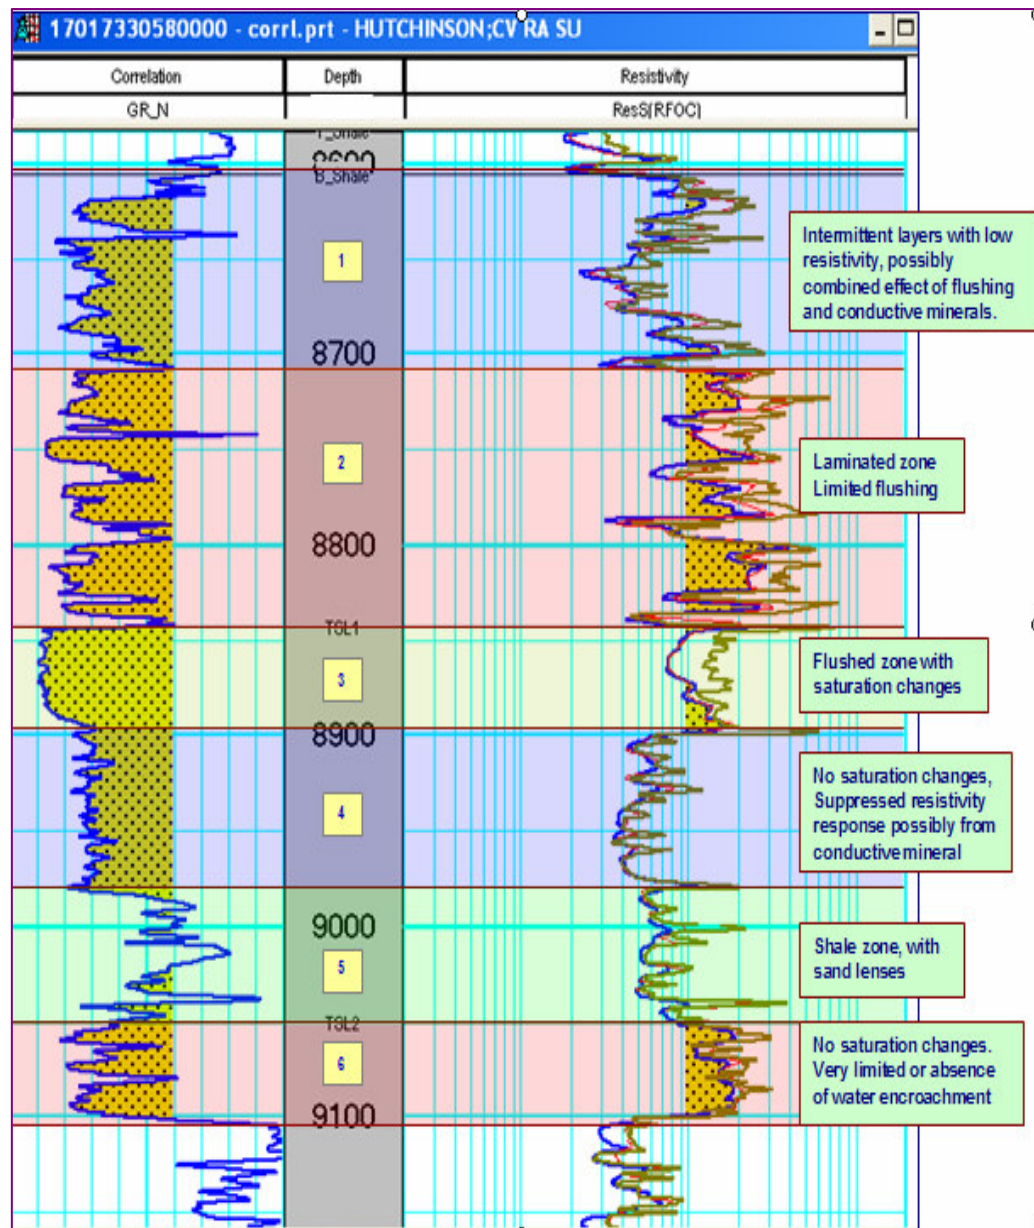 17017330580000 - corrl.prt - HUTCHINSON;CV RA SU
Correlation
Depth
Resistivity
GR_N
ResS(RFOC)
T_Shale
8600
B_Shale
1
Intermittent layers with low
resistivity, possibly
combined effect of flushing
and conductive minerals.
8700
2
Laminated zone
Limited flushing
8800
TSL1
3
Flushed zone with
saturation changes
8900
4
No saturation changes,
Suppressed resistivity
response possibly from
conductive mineral
9000
5
Shale zone, with
sand lenses
TSL2
6
No saturation changes.
Very limited or absence
of water encroachment
9100